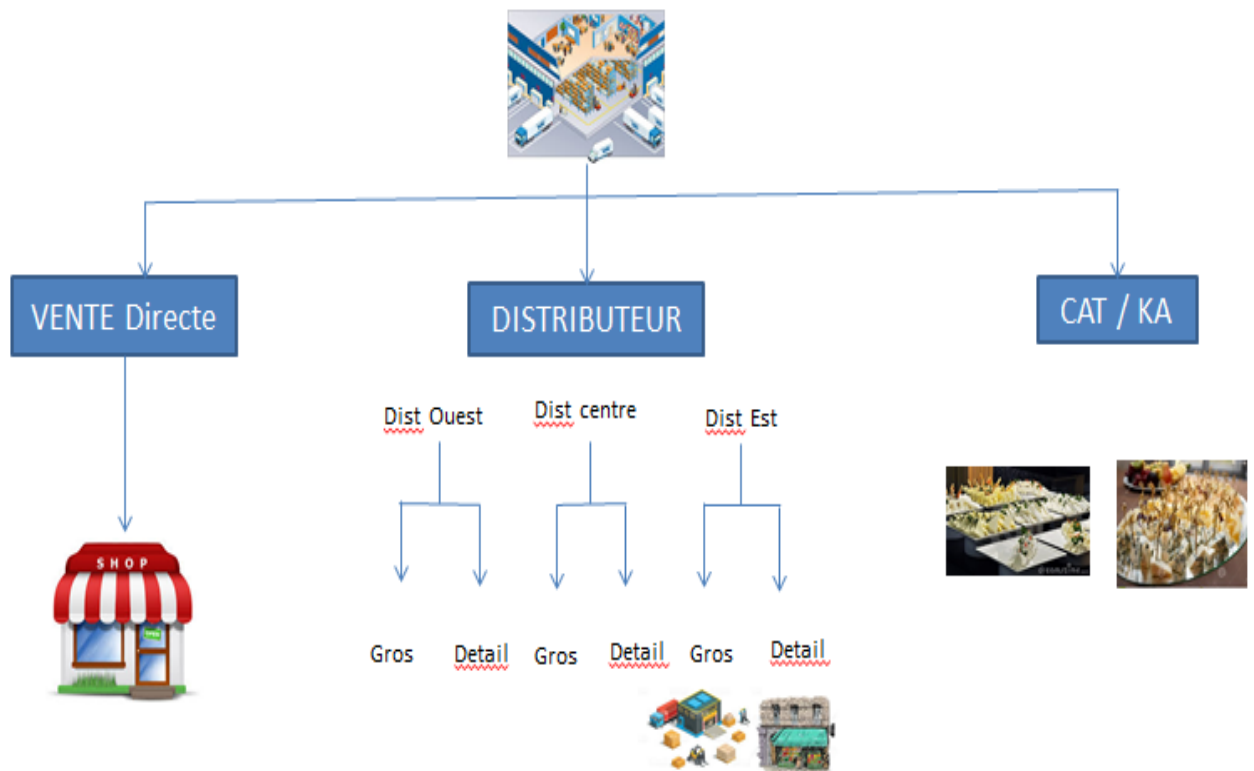 SHOP
VENTE Directe
DISTRIBUTEUR
CAT / KA
Dist Ouest
Dist centre
Dist Est
Gros
Detail
Gros
Detail
Gros
Detail